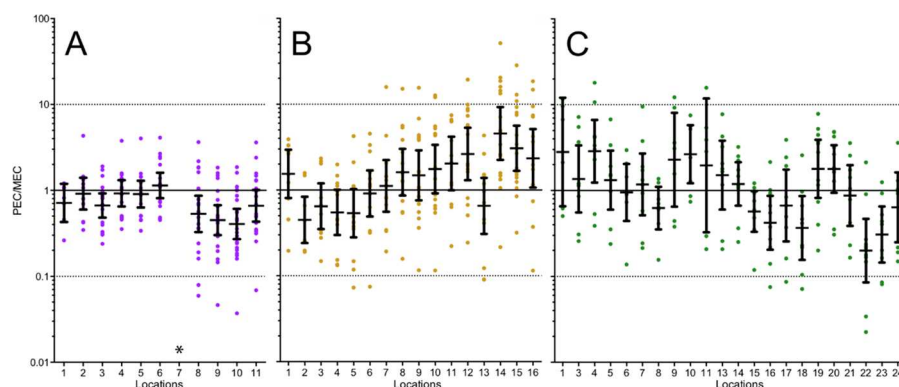 A
B
C
PEC/MEC
100
10
1
0.1
0.01
*
1 2 3 4 5 6 7 8 9 10 11
Locations
1 2 3 4 5 6 7 8 9 10 11 12 13 14 15 16
Locations
1 3 4 5 6 7 8 9 10 11 13 14 15 16 17 18 19 20 21 22 23 24
Locations